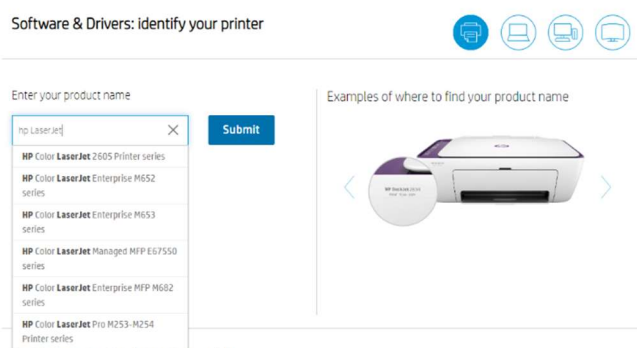 Software & Drivers: identify your printer
Enter your product name
hp LaserJet
Submit
HP Color LaserJet 2605 Printer series
HP Color LaserJet Enterprise M652
series
HP Color LaserJet Enterprise M653
series
HP Color LaserJet Managed MFP E67550
series
HP Color LaserJet Enterprise MFP M682
series
HP Color LaserJet Pro M253-M254
Printer series
Examples of where to find your product name